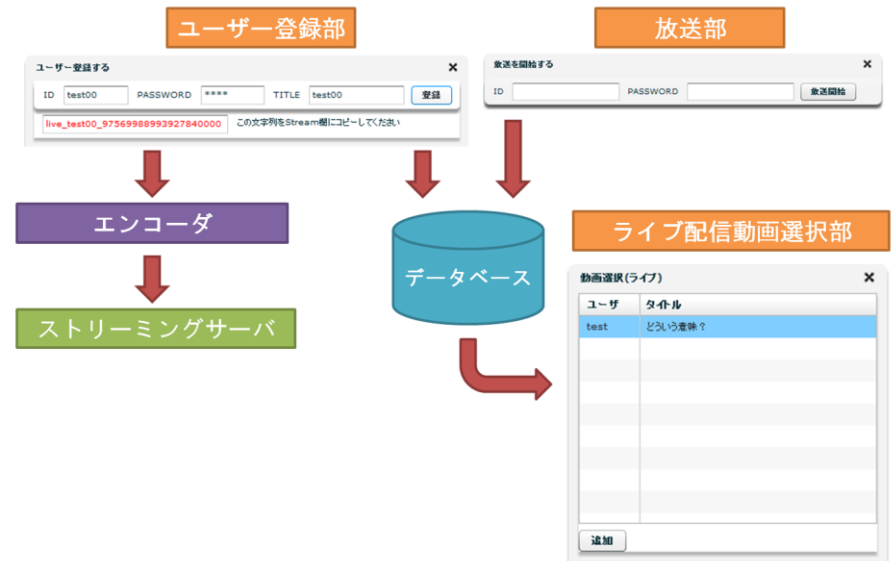 ユーザー登録部
放送部
ユーザー登録する ×
ID test00 PASSWORD **** TITLE test00 登録
live_test00_97569988993927840000 この文字列をStream欄にコピーしてください
放送を開始する ×
ID PASSWORD 放送開始
エンコーダ
ストリーミングサーバ
データベース
ライブ配信動画選択部
動画選択(ライブ) ×
ユーザ タイトル
test どういう意味？
追加